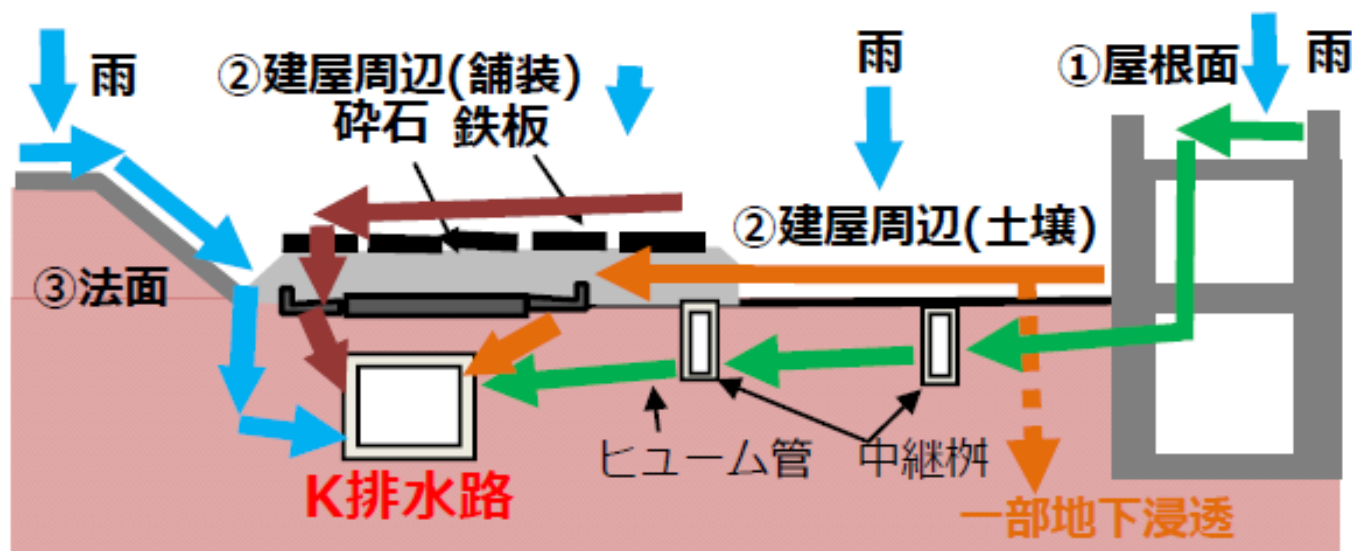 雨
②建屋周辺(舗装)
砕石 鉄板
雨
①屋根面
雨
②建屋周辺(土壌)
③法面
ヒューム管
中継桝
K排水路
一部地下浸透